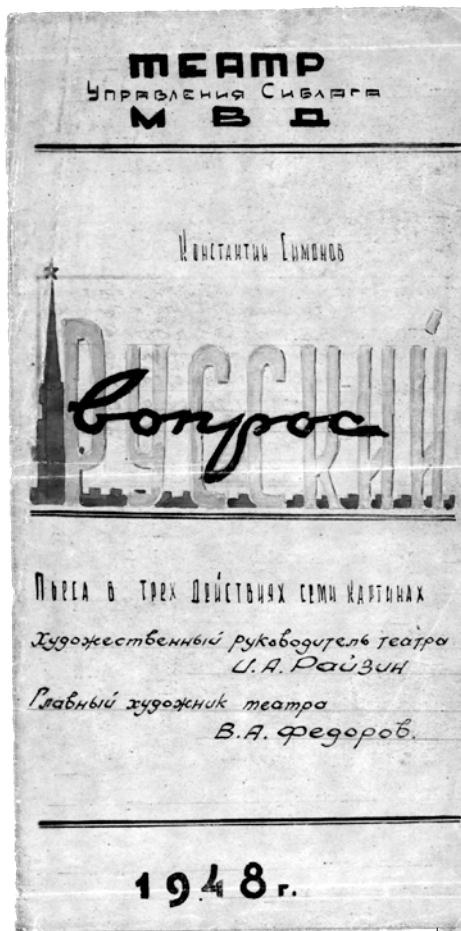 ТЕАТР
Управления Сиблага
МВД
Константин Симонов
Русский
вопрос
Пьеса в трех действиях семи картинах
Художественный руководитель театра
И.А. Райзин
Главный художник театра
В.А. Федоров.
1948 г.